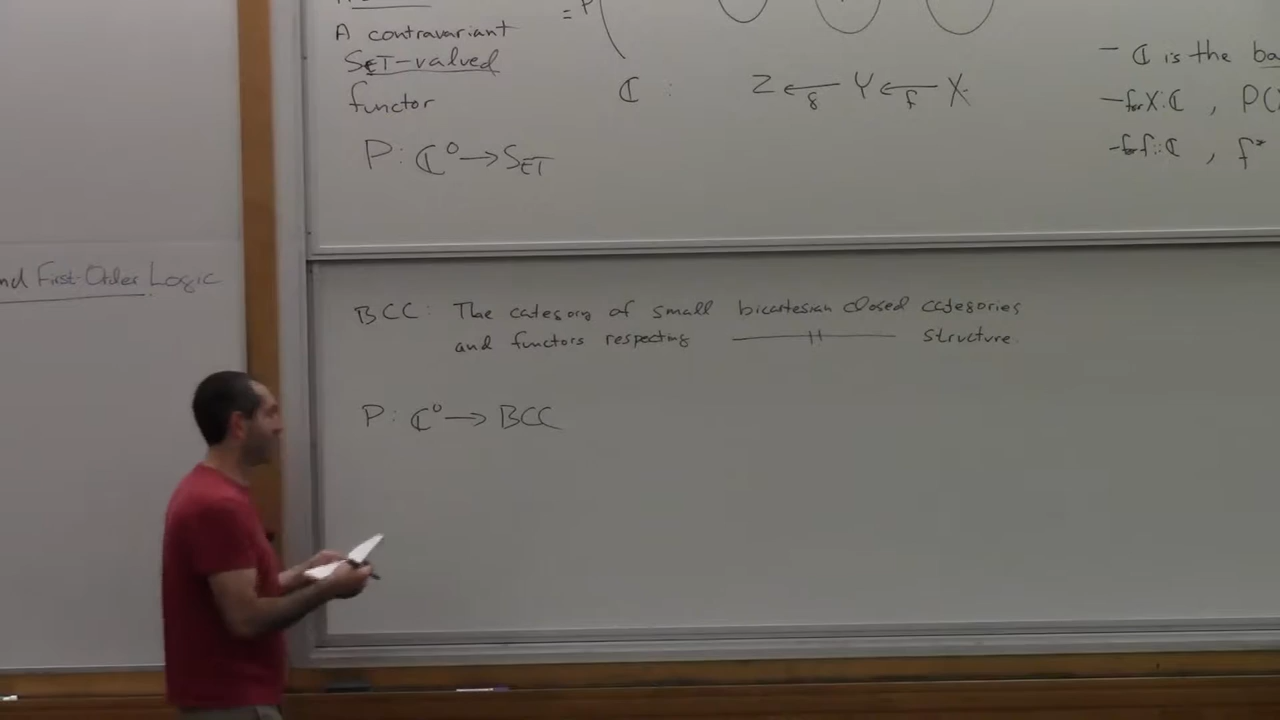 = P
A contravariant
SET-valued
functor
P : ℂ° → SET
ℂ : Z ←g Y ←f X
- ℂ is the ba
- for X:ℂ , P(
- f::ℂ , f*
nd First-Order Logic
BCC : The category of small bicartesian closed categories
and functors respecting —||— structure.
P : ℂ° → BCC